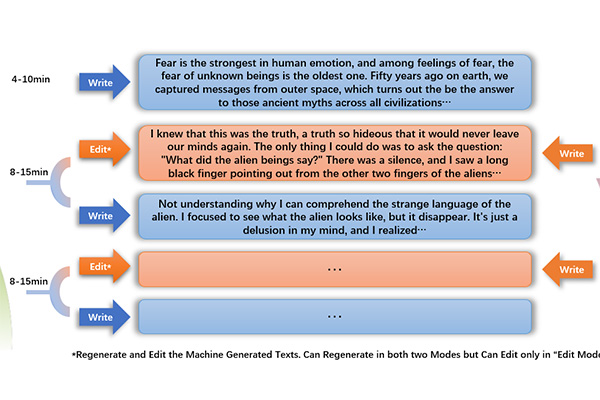 4-10min
Write
Fear is the strongest in human emotion, and among feelings of fear, the
fear of unknown beings is the oldest one. Fifty years ago on earth, we
captured messages from outer space, which turns out the be the answer
to those ancient myths across all civilizations…
Edit*
I knew that this was the truth, a truth so hideous that it would never leave
our minds again. The only thing I could do was to ask the question:
"What did the alien beings say?" There was a silence, and I saw a long
black finger pointing out from the other two fingers of the aliens…
Write
8-15min
Write
Not understanding why I can comprehend the strange language of the
alien. I focused to see what the alien looks like, but it disappear. It's just a
delusion in my mind, and I realized…
Edit*
...
Write
8-15min
Write
...
*Regenerate and Edit the Machine Generated Texts. Can Regenerate in both two Modes but Can Edit only in "Edit Mode